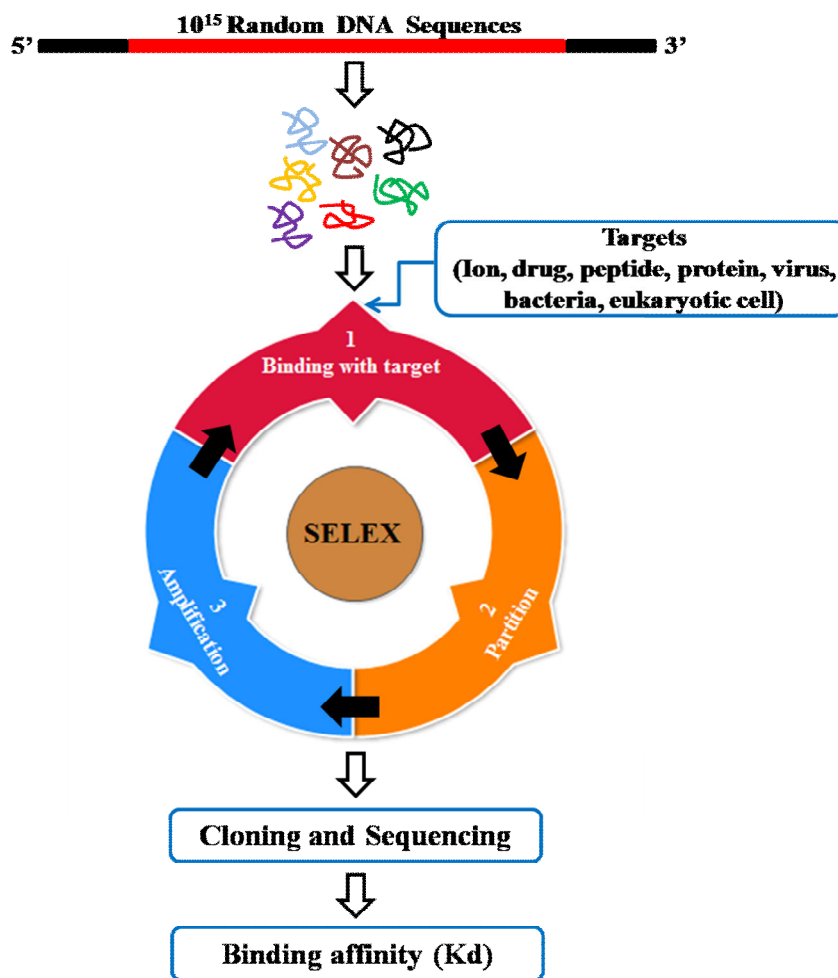 10¹⁵ Random DNA Sequences
5’ 3’
Targets
(Ion, drug, peptide, protein, virus,
bacteria, eukaryotic cell)
1
Binding with target
SELEX
2
Partition
3
Amplification
Cloning and Sequencing
Binding affinity (Kd)